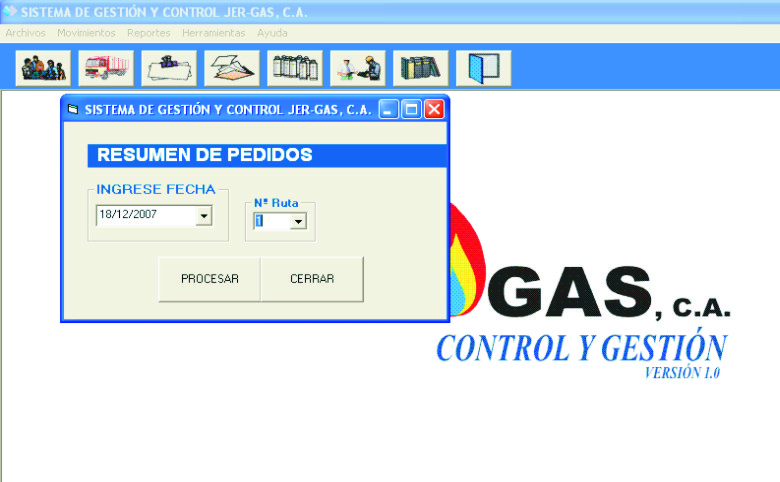 SISTEMA DE GESTIÓN Y CONTROL JER-GAS, C.A.
Archivos Movimientos Reportes Herramientas Ayuda
SISTEMA DE GESTIÓN Y CONTROL JER-GAS, C.A.
RESUMEN DE PEDIDOS
INGRESE FECHA
Nº Ruta
18/12/2007
1
PROCESAR CERRAR
GAS, C.A.
CONTROL Y GESTIÓN
VERSIÓN 1.0